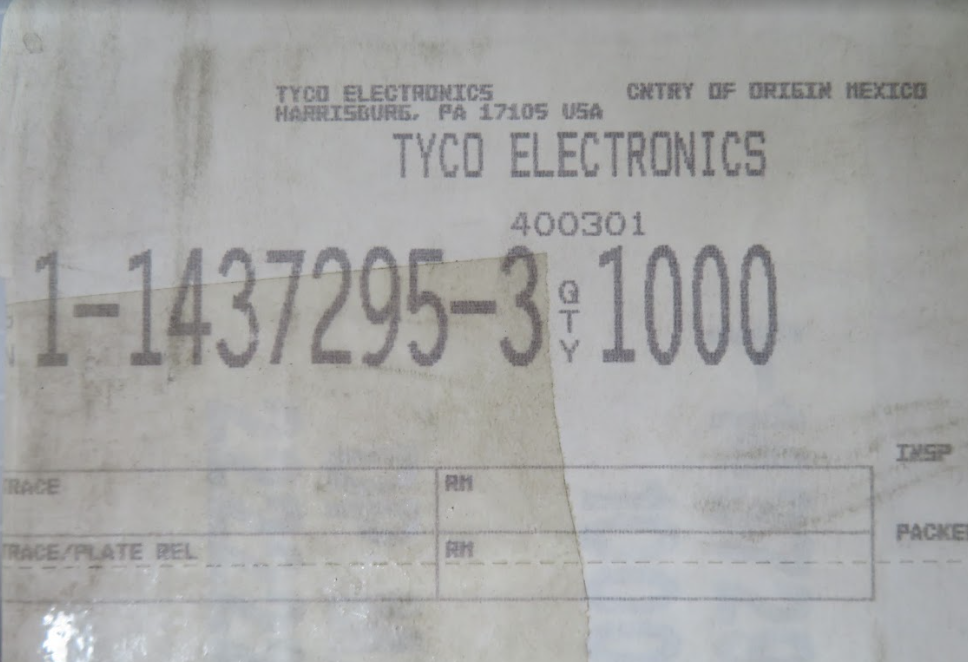 TYCO ELECTRONICS CNTRY OF ORIGIN MEXICO
HARRISBURG, PA 17105 USA
TYCO ELECTRONICS
400301
1-1437295-3 QTY 1000
INSP
RACE RM
PACKE
RACE/PLATE REL RM